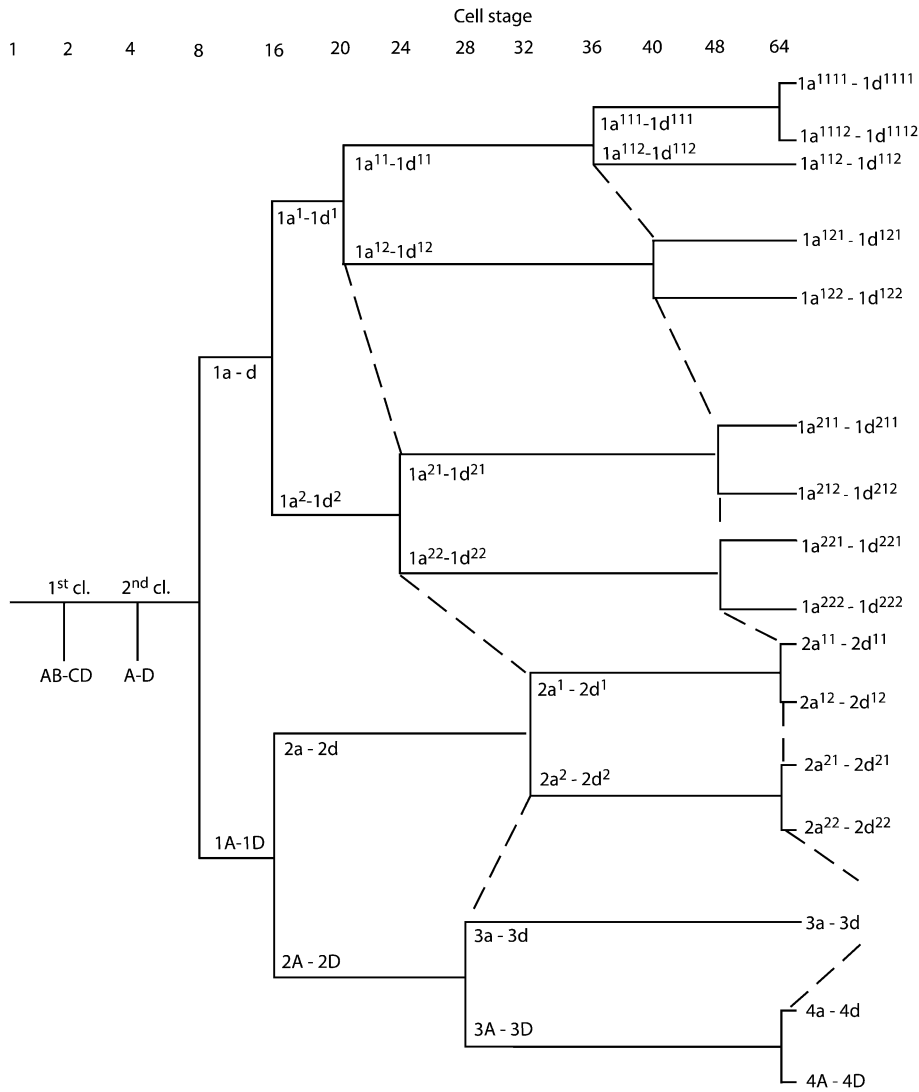 Cell stage
1 2 4 8 16 20 24 28 32 36 40 48 64
1a¹¹¹¹ - 1d¹¹¹¹
1a¹¹¹-1d¹¹¹
1a¹¹¹² - 1d¹¹¹²
1a¹¹²-1d¹¹²
1a¹¹² - 1d¹¹²
1a¹¹-1d¹¹
1a¹-1d¹
1a¹²¹ - 1d¹²¹
1a¹²-1d¹²
1a¹²² - 1d¹²²
1a - d
1a²¹¹ - 1d²¹¹
1a²¹-1d²¹
1a²-1d²
1a²¹² - 1d²¹²
1a²²¹ - 1d²²¹
1a²²-1d²²
1st cl. 2nd cl.
1a²²² - 1d²²²
2a¹¹ - 2d¹¹
AB-CD A-D
2a¹ - 2d¹
2a¹² - 2d¹²
2a - 2d
2a²¹ - 2d²¹
2a² - 2d²
2a²² - 2d²²
1A-1D
3a - 3d
3a - 3d
2A - 2D
4a - 4d
3A - 3D
4A - 4D